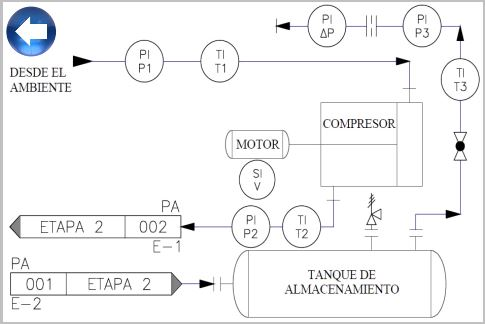 PI
ΔP
PI
P3
DESDE EL
AMBIENTE
PI
P1
TI
T1
TI
T3
COMPRESOR
MOTOR
SI
V
PA
ETAPA 2
002
E-1
PI
P2
TI
T2
PA
001
ETAPA 2
E-2
TANQUE DE
ALMACENAMIENTO